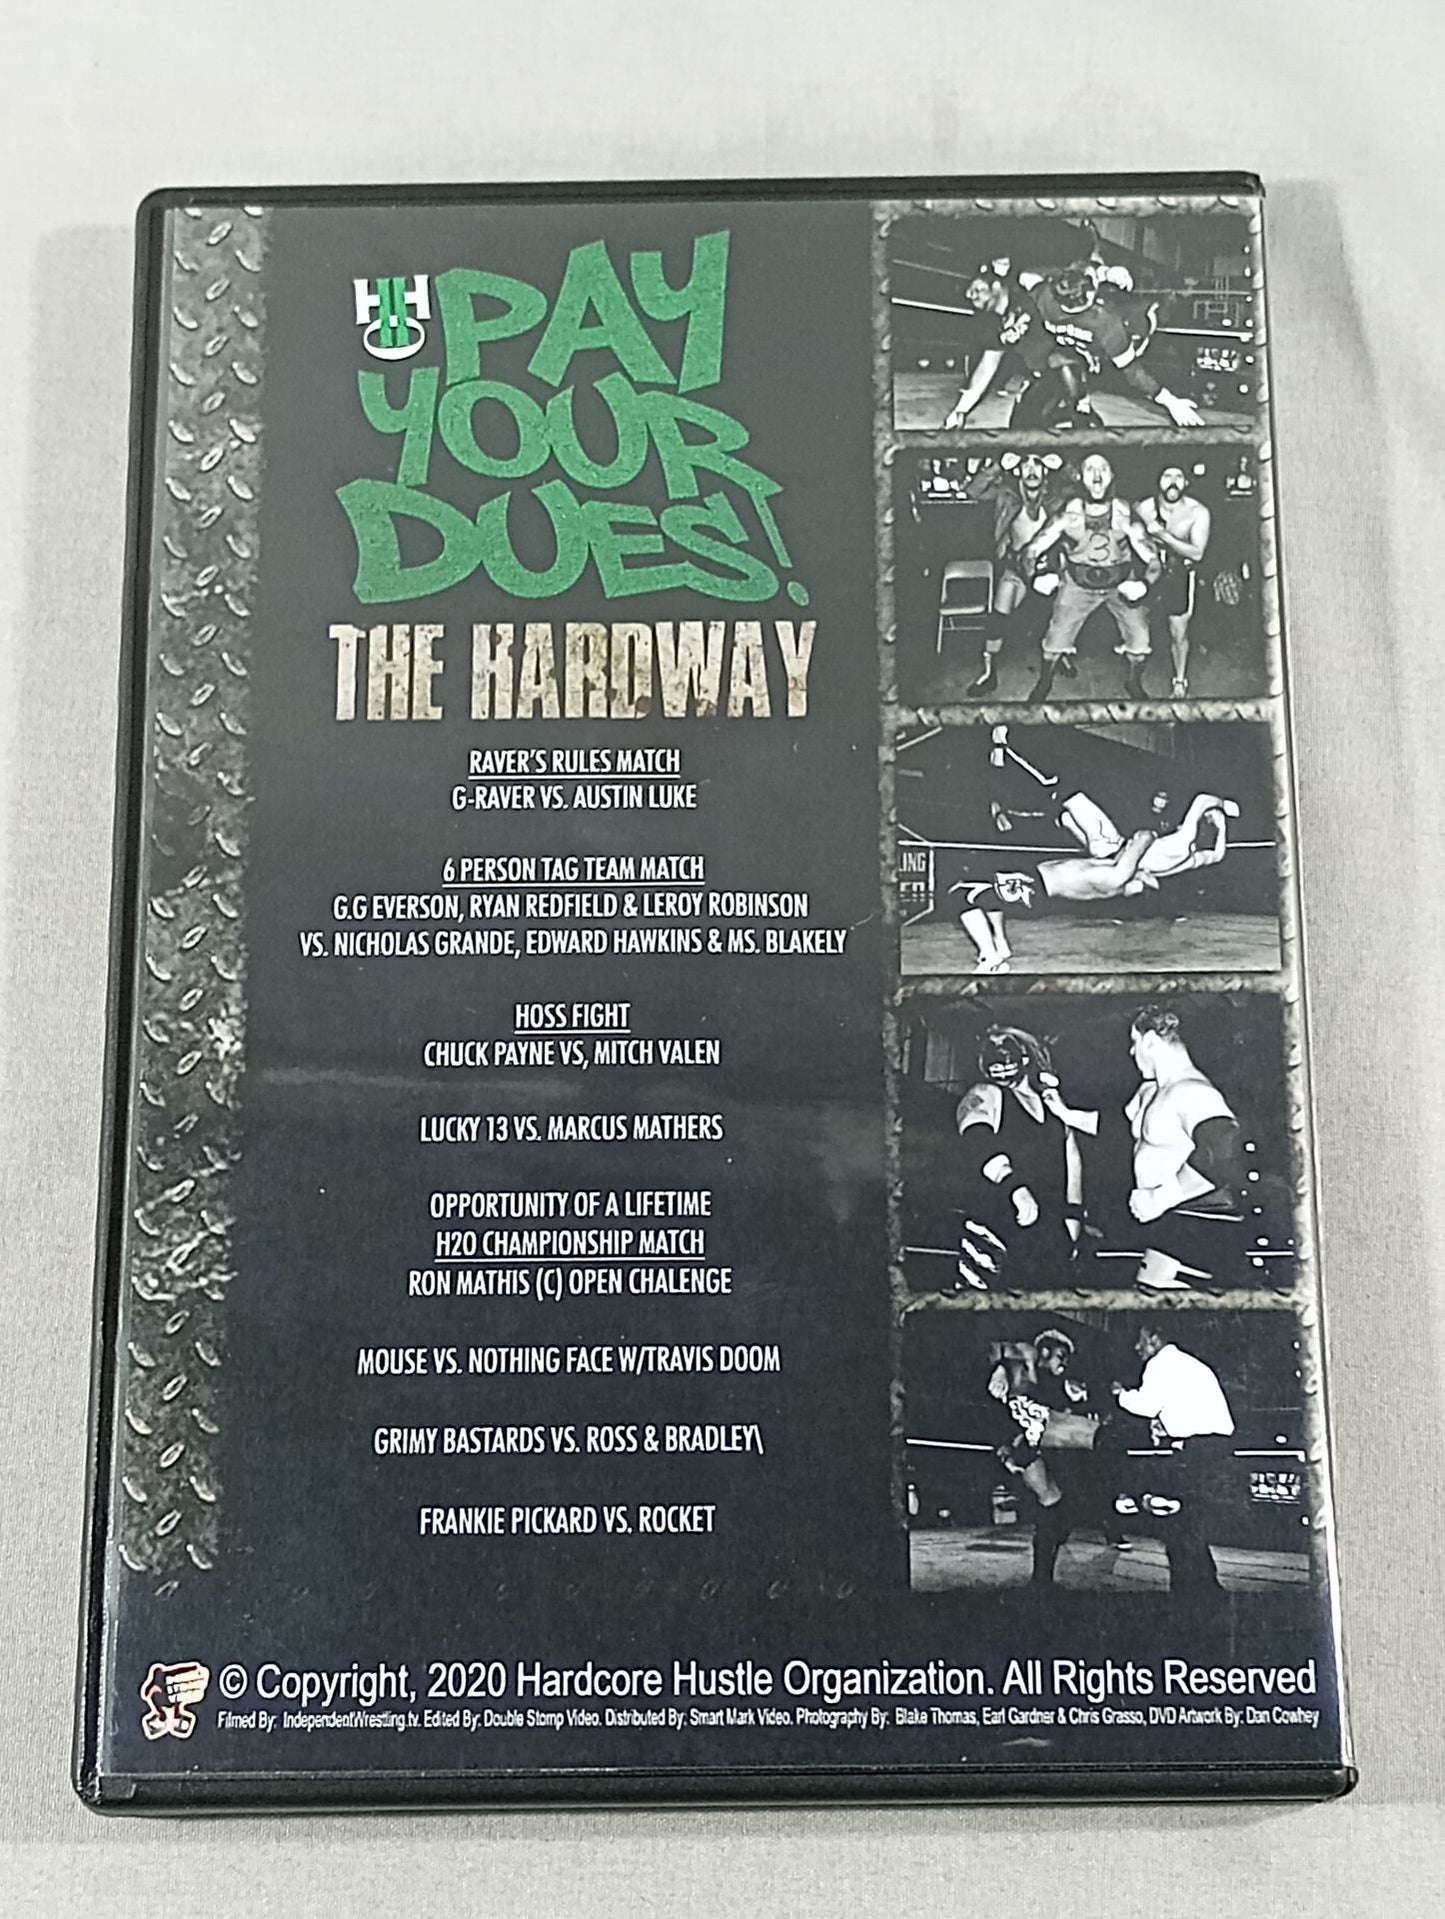 HHO
PAY
YOUR
DUES!
THE HARDWAY
RAVER'S RULES MATCH
G-RAVER VS. AUSTIN LUKE
6 PERSON TAG TEAM MATCH
G.G EVERSON, RYAN REDFIELD & LEROY ROBINSON
VS. NICHOLAS GRANDE, EDWARD HAWKINS & MS. BLAKELY
HOSS FIGHT
CHUCK PAYNE VS, MITCH VALEN
LUCKY 13 VS. MARCUS MATHERS
OPPORTUNITY OF A LIFETIME
H2O CHAMPIONSHIP MATCH
RON MATHIS (C) OPEN CHALENGE
MOUSE VS. NOTHING FACE W/TRAVIS DOOM
GRIMY BASTARDS VS. ROSS & BRADLEY\
FRANKIE PICKARD VS. ROCKET
3
ING
© Copyright, 2020 Hardcore Hustle Organization. All Rights Reserved
Filmed By: IndependentWrestling.tv. Edited By: Double Stomp Video. Distributed By: Smart Mark Video. Photography By: Blake Thomas, Earl Gardner & Chris Grasso, DVD Artwork By: Dan Cowhey